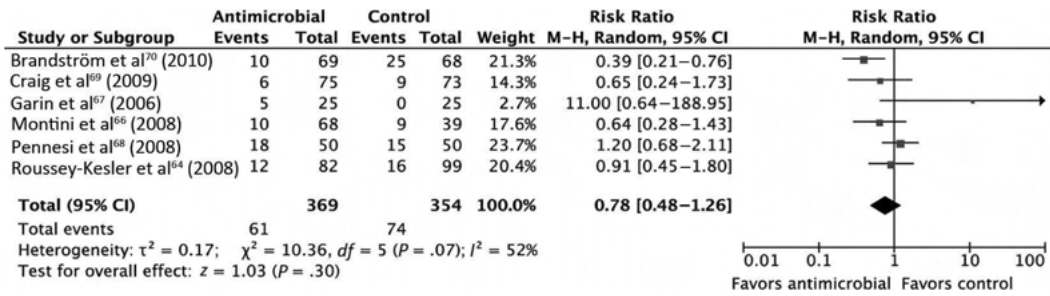 Antimicrobial Control Risk Ratio Risk Ratio
Study or Subgroup Events Total Events Total Weight M–H, Random, 95% CI M–H, Random, 95% CI
Brandström et al⁷⁰ (2010) 10 69 25 68 21.3% 0.39 [0.21–0.76]
Craig et al⁶⁹ (2009) 6 75 9 73 14.3% 0.65 [0.24–1.73]
Garin et al⁶⁷ (2006) 5 25 0 25 2.7% 11.00 [0.64–188.95]
Montini et al⁶⁶ (2008) 10 68 9 39 17.6% 0.64 [0.28–1.43]
Pennesi et al⁶⁸ (2008) 18 50 15 50 23.7% 1.20 [0.68–2.11]
Roussey-Kesler et al⁶⁴ (2008) 12 82 16 99 20.4% 0.91 [0.45–1.80]
Total (95% CI) 369 354 100.0% 0.78 [0.48–1.26]
Total events 61 74
Heterogeneity: τ² = 0.17; χ² = 10.36, df = 5 (P = .07); I² = 52%
Test for overall effect: z = 1.03 (P = .30)
0.01 0.1 1 10 100
Favors antimicrobial Favors control